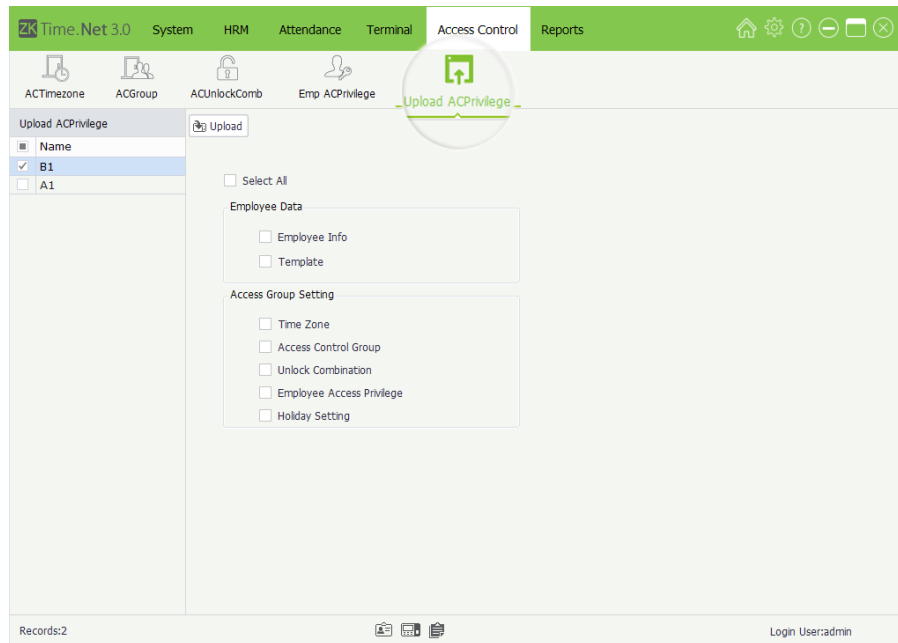 ZK Time.Net 3.0 System HRM Attendance Terminal Access Control Reports
ACTimezone ACGroup ACUnlockComb Emp ACPrivilege Upload ACPrivilege
Upload ACPrivilege
Upload
Name
B1
A1
Select All
Employee Data
Employee Info
Template
Access Group Setting
Time Zone
Access Control Group
Unlock Combination
Employee Access Privilege
Holiday Setting
Records:2 Login User:admin